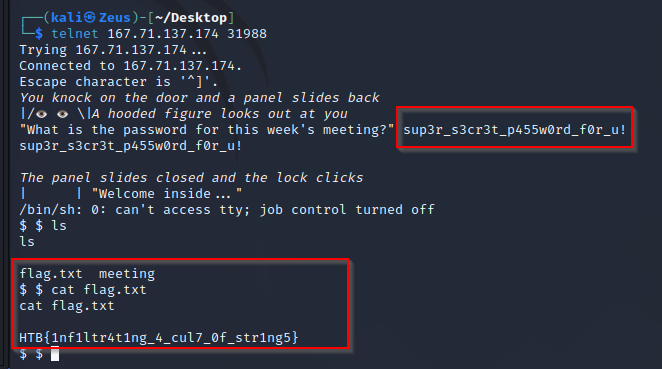 ┌──(kali㉿Zeus)-[~/Desktop]
└─$ telnet 167.71.137.174 31988
Trying 167.71.137.174...
Connected to 167.71.137.174.
Escape character is '^]'.
You knock on the door and a panel slides back
|/👁 👁 \|A hooded figure looks out at you
"What is the password for this week's meeting?" sup3r_s3cr3t_p455w0rd_f0r_u!
sup3r_s3cr3t_p455w0rd_f0r_u!
The panel slides closed and the lock clicks
|      | "Welcome inside..."
/bin/sh: 0: can't access tty; job control turned off
$ $ ls
ls
flag.txt  meeting
$ $ cat flag.txt
cat flag.txt
HTB{1nf1ltr4t1ng_4_cul7_0f_str1ng5}
$ $